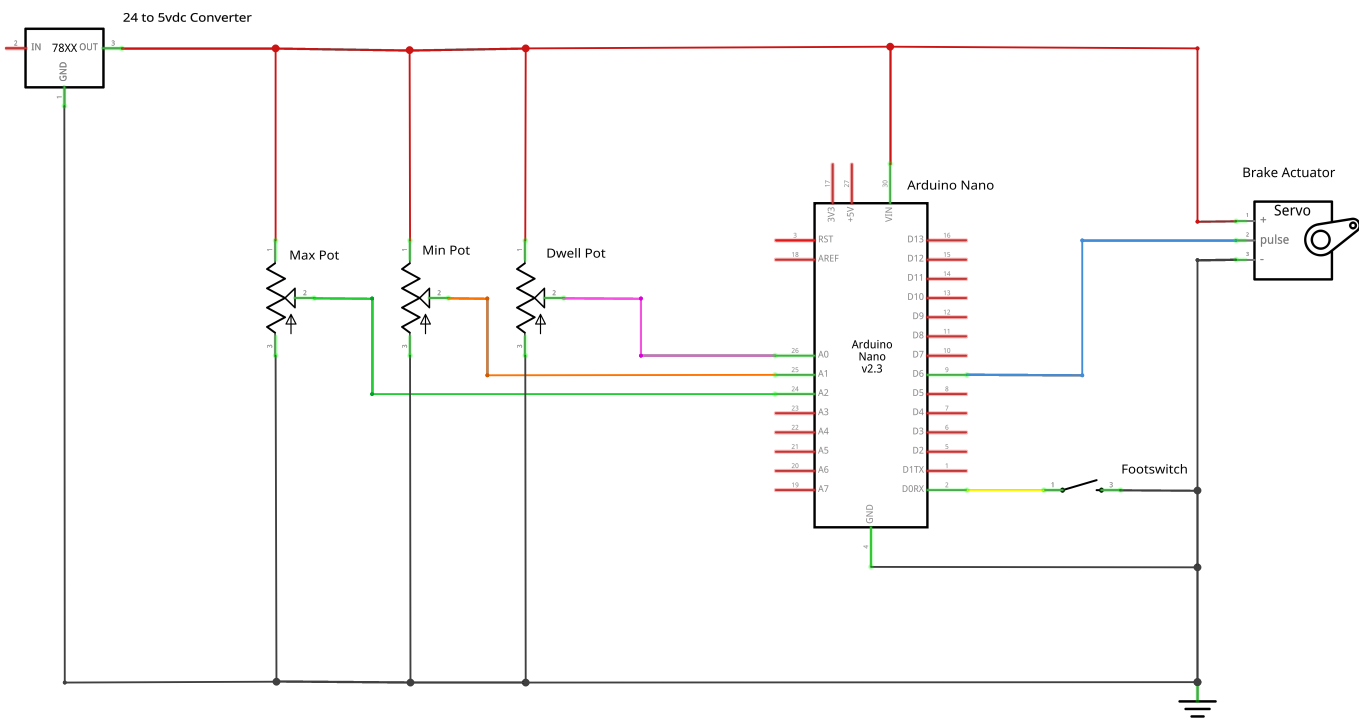 24 to 5vdc Converter
2
IN
78XX
OUT
3
GND
1
Brake Actuator
Servo
1
+
2
pulse
3
-
Arduino Nano
17
27
30
3V3
+5V
VIN
3
RST
D13
16
18
AREF
D12
15
D11
14
D10
13
D9
12
D8
11
26
A0
D7
10
25
A1
D6
9
24
A2
D5
8
23
A3
D4
7
22
A4
D3
6
21
A5
D2
5
20
A6
D1TX
1
19
A7
D0RX
2
Arduino
Nano
v2.3
GND
4
Max Pot
1
2
3
Min Pot
1
2
3
Dwell Pot
1
2
3
Footswitch
1
3